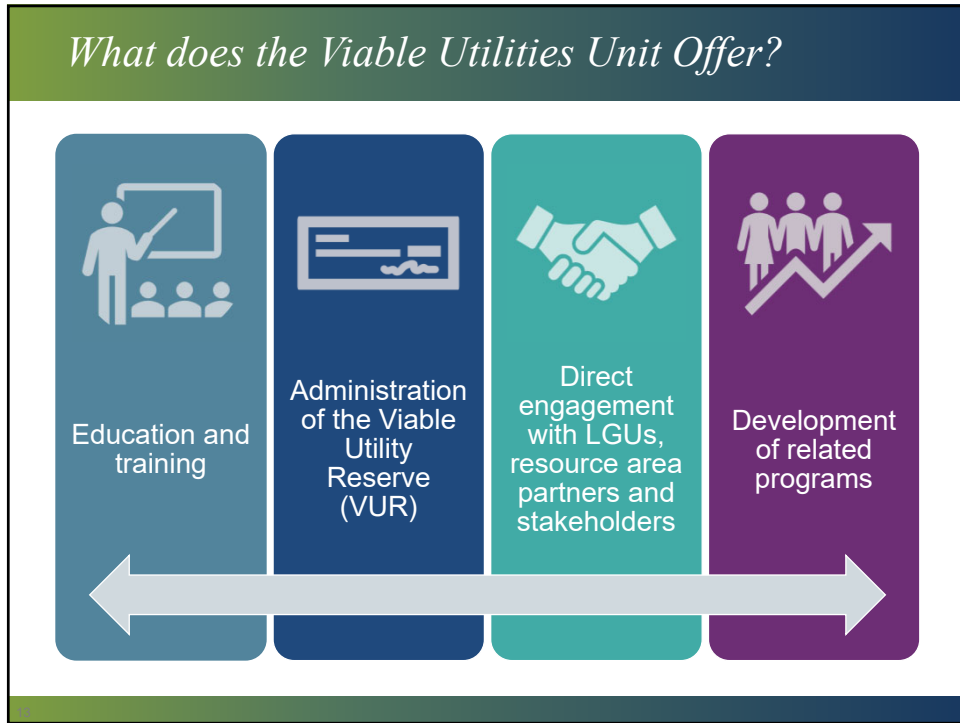 What does the Viable Utilities Unit Offer?
Education and
training
Administration
of the Viable
Utility
Reserve
(VUR)
Direct
engagement
with LGUs,
resource area
partners and
stakeholders
Development
of related
programs
13